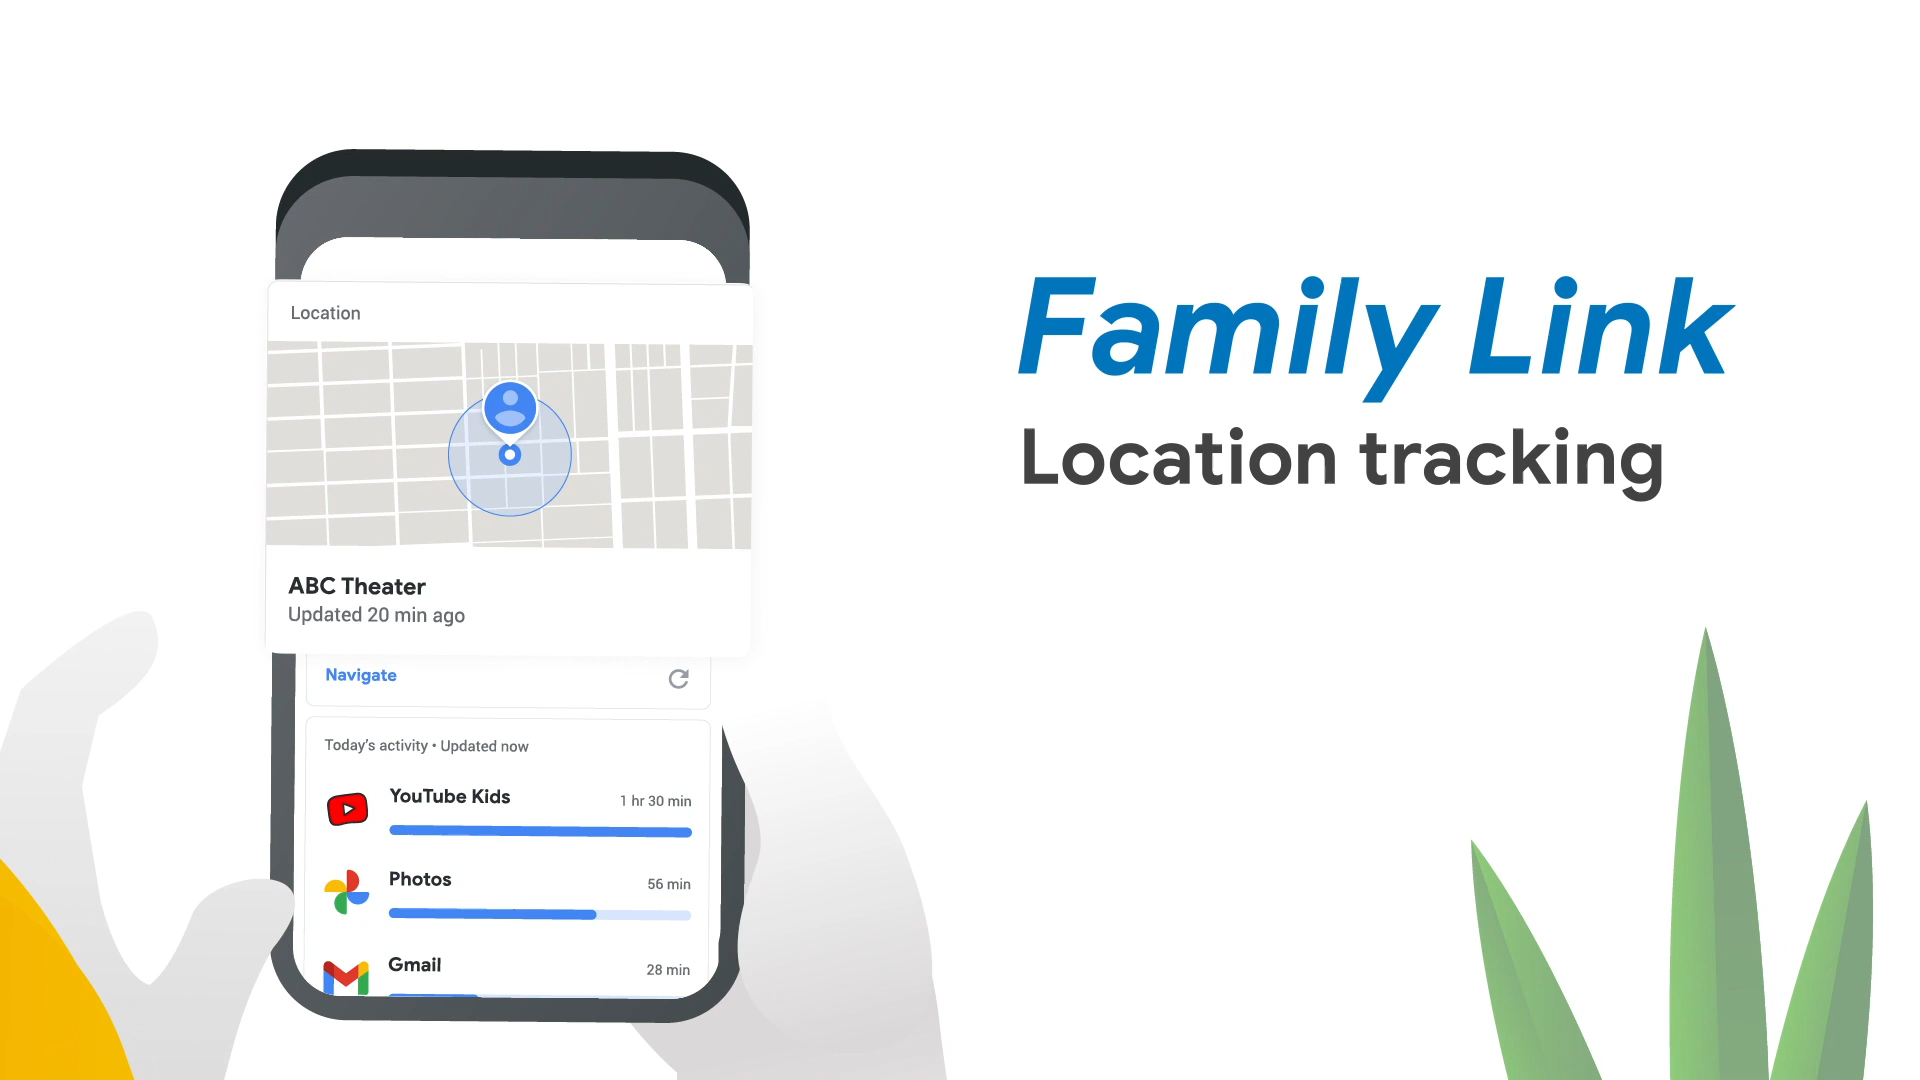 Family Link
Location tracking
Location
ABC Theater
Updated 20 min ago
Navigate
Today's activity • Updated now
YouTube Kids 1 hr 30 min
Photos 56 min
Gmail 28 min